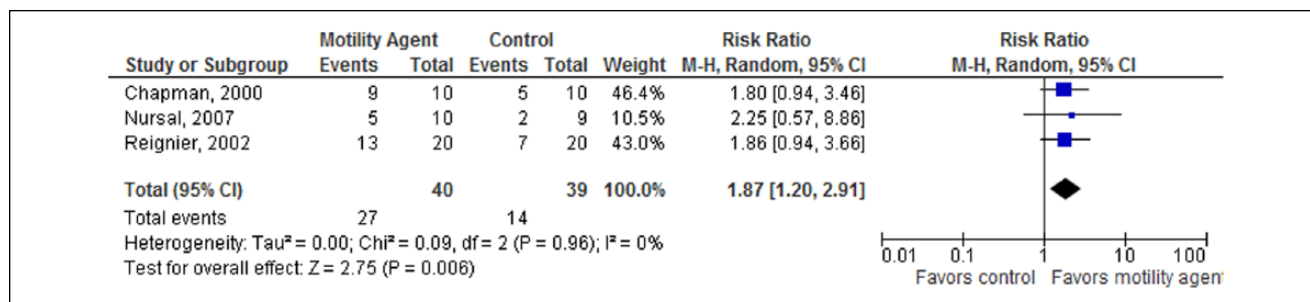 Motility Agent Control Risk Ratio Risk Ratio
Study or Subgroup Events Total Events Total Weight M-H, Random, 95% CI M-H, Random, 95% CI
Chapman, 2000 9 10 5 10 46.4% 1.80 [0.94, 3.46]
Nursal, 2007 5 10 2 9 10.5% 2.25 [0.57, 8.86]
Reignier, 2002 13 20 7 20 43.0% 1.86 [0.94, 3.66]
Total (95% CI) 40 39 100.0% 1.87 [1.20, 2.91]
Total events 27 14
Heterogeneity: Tau² = 0.00; Chi² = 0.09, df = 2 (P = 0.96); I² = 0%
Test for overall effect: Z = 2.75 (P = 0.006)
0.01 0.1 1 10 100
Favors control Favors motility agent